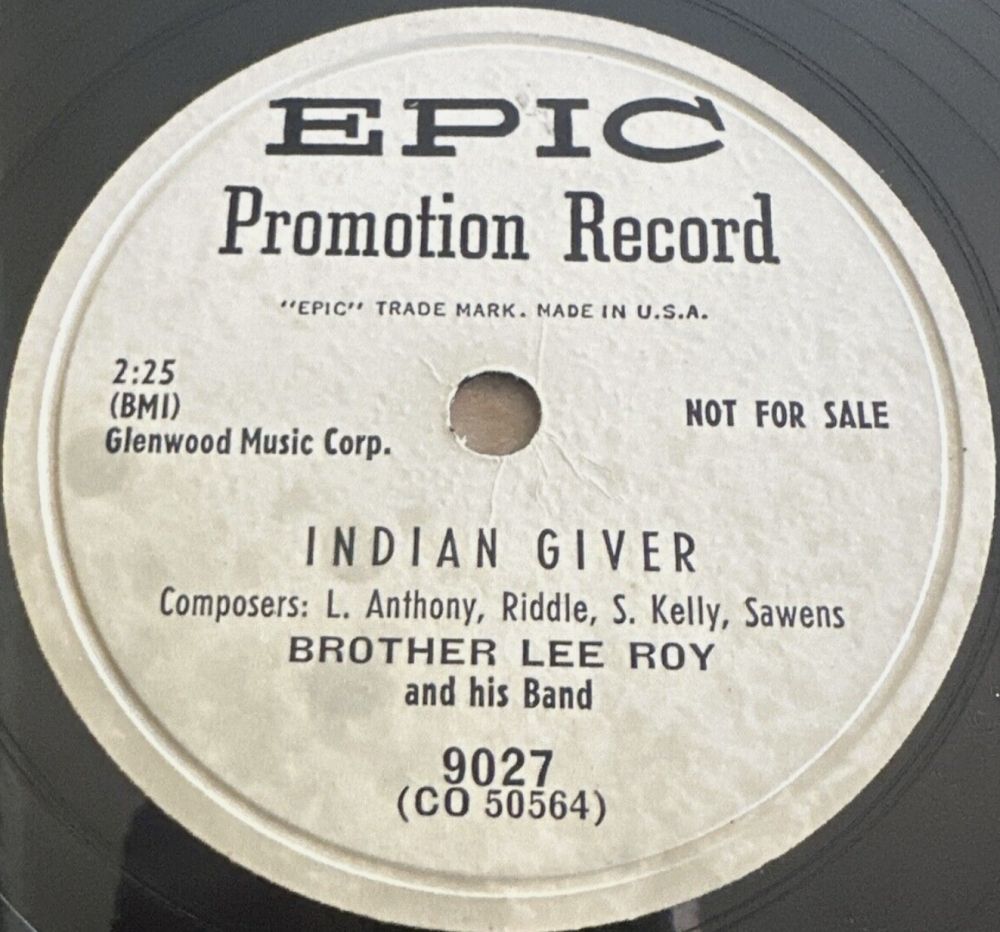 EPIC
Promotion Record
"EPIC" TRADE MARK. MADE IN U.S.A.
2:25
(BMI)
Glenwood Music Corp.
NOT FOR SALE
INDIAN GIVER
Composers: L. Anthony, Riddle, S. Kelly, Sawens
BROTHER LEE ROY
and his Band
9027
(CO 50564)